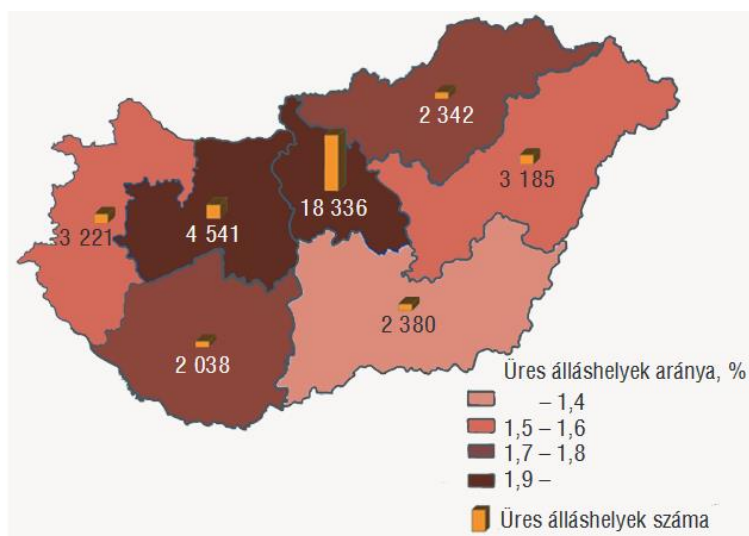 2 342
3 185
18 336
3 221
4 541
2 380
2 038
Üres álláshelyek aránya, %
– 1,4
1,5 – 1,6
1,7 – 1,8
1,9 –
Üres álláshelyek száma